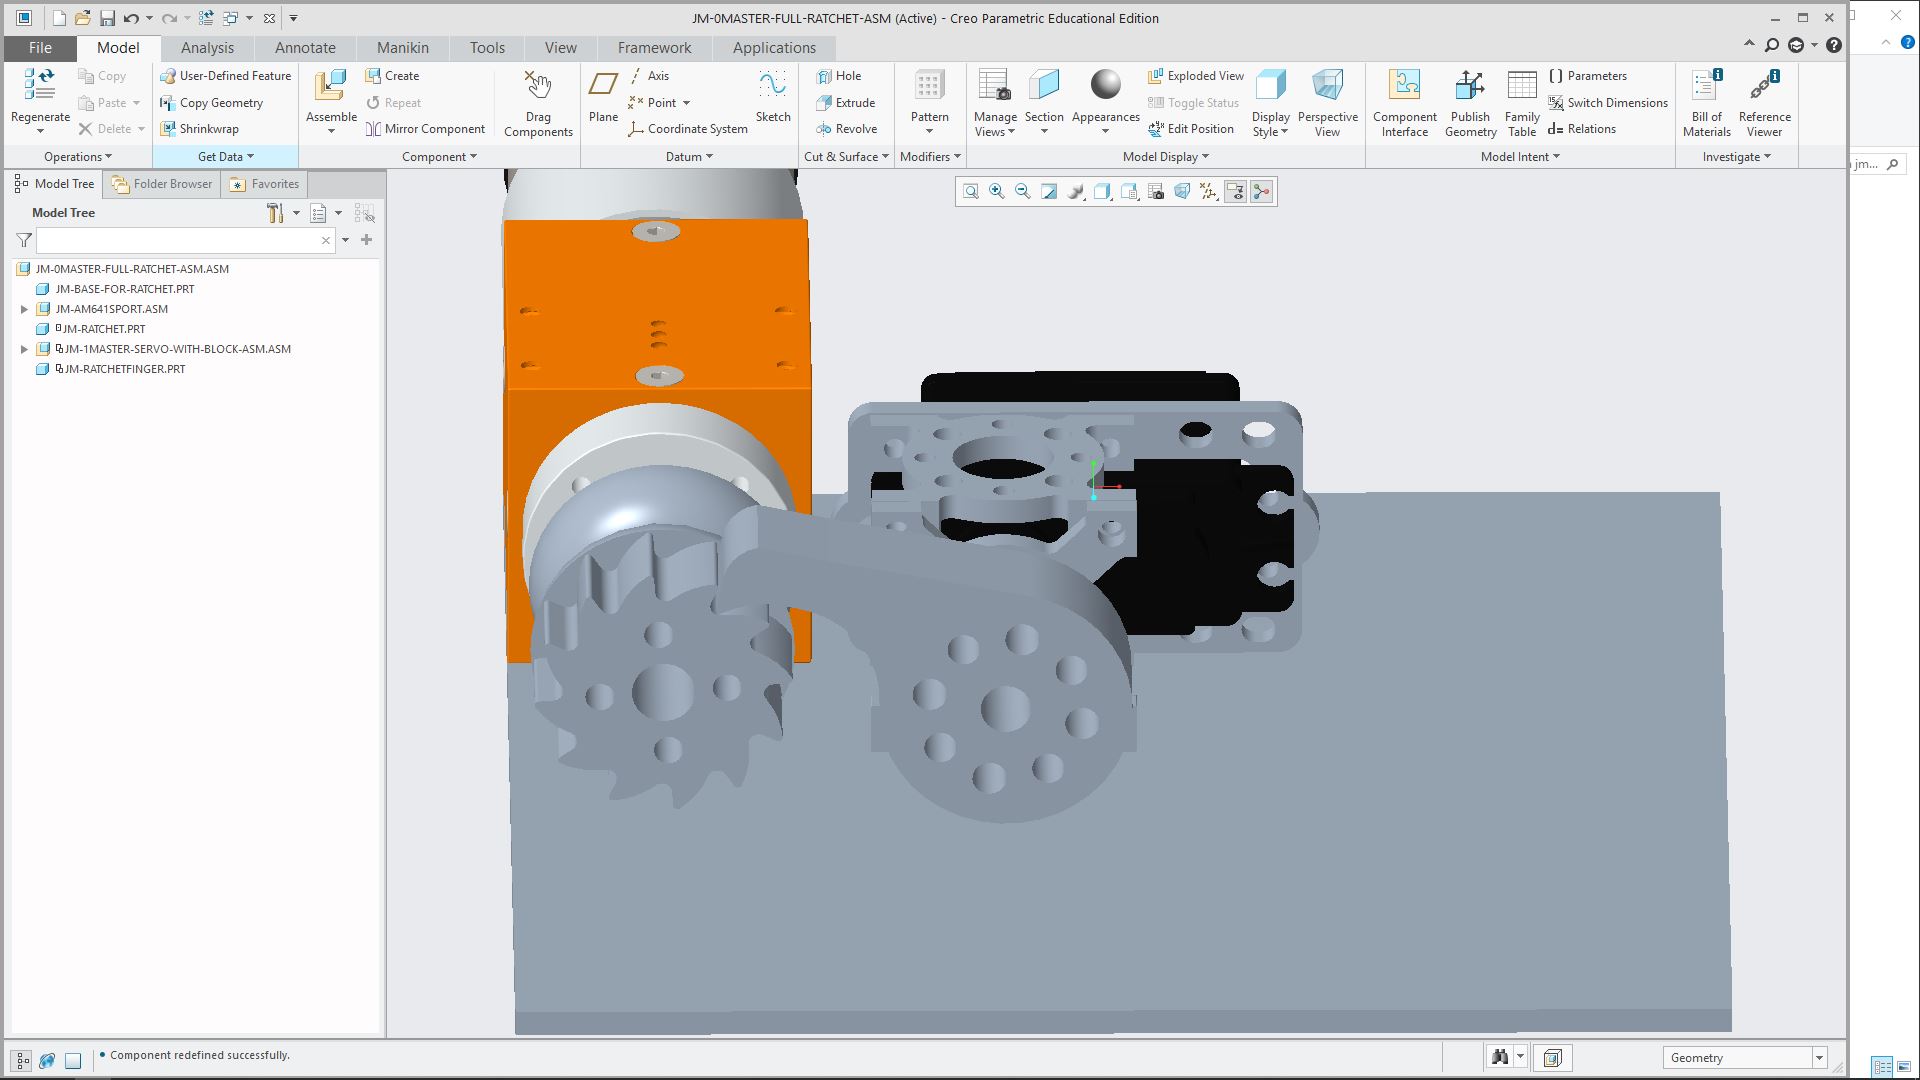 JM-0MASTER-FULL-RATCHET-ASM (Active) - Creo Parametric Educational Edition
File Model Analysis Annotate Manikin Tools View Framework Applications
Regenerate
Copy
Paste
Delete
Operations
User-Defined Feature
Copy Geometry
Shrinkwrap
Get Data
Assemble
Create
Repeat
Mirror Component
Drag
Components
Component
Plane
Axis
Point
Coordinate System
Sketch
Datum
Hole
Extrude
Revolve
Cut & Surface
Pattern
Modifiers
Manage
Views
Section
Appearances
Exploded View
Toggle Status
Edit Position
Display
Style
Perspective
View
Model Display
Component
Interface
Publish
Geometry
Family
Table
Parameters
Switch Dimensions
d= Relations
Model Intent
Bill of
Materials
Reference
Viewer
Investigate
jm...
Model Tree Folder Browser Favorites
Model Tree
JM-0MASTER-FULL-RATCHET-ASM.ASM
JM-BASE-FOR-RATCHET.PRT
JM-AM641SPORT.ASM
JM-RATCHET.PRT
JM-1MASTER-SERVO-WITH-BLOCK-ASM.ASM
JM-RATCHETFINGER.PRT
• Component redefined successfully.
Geometry